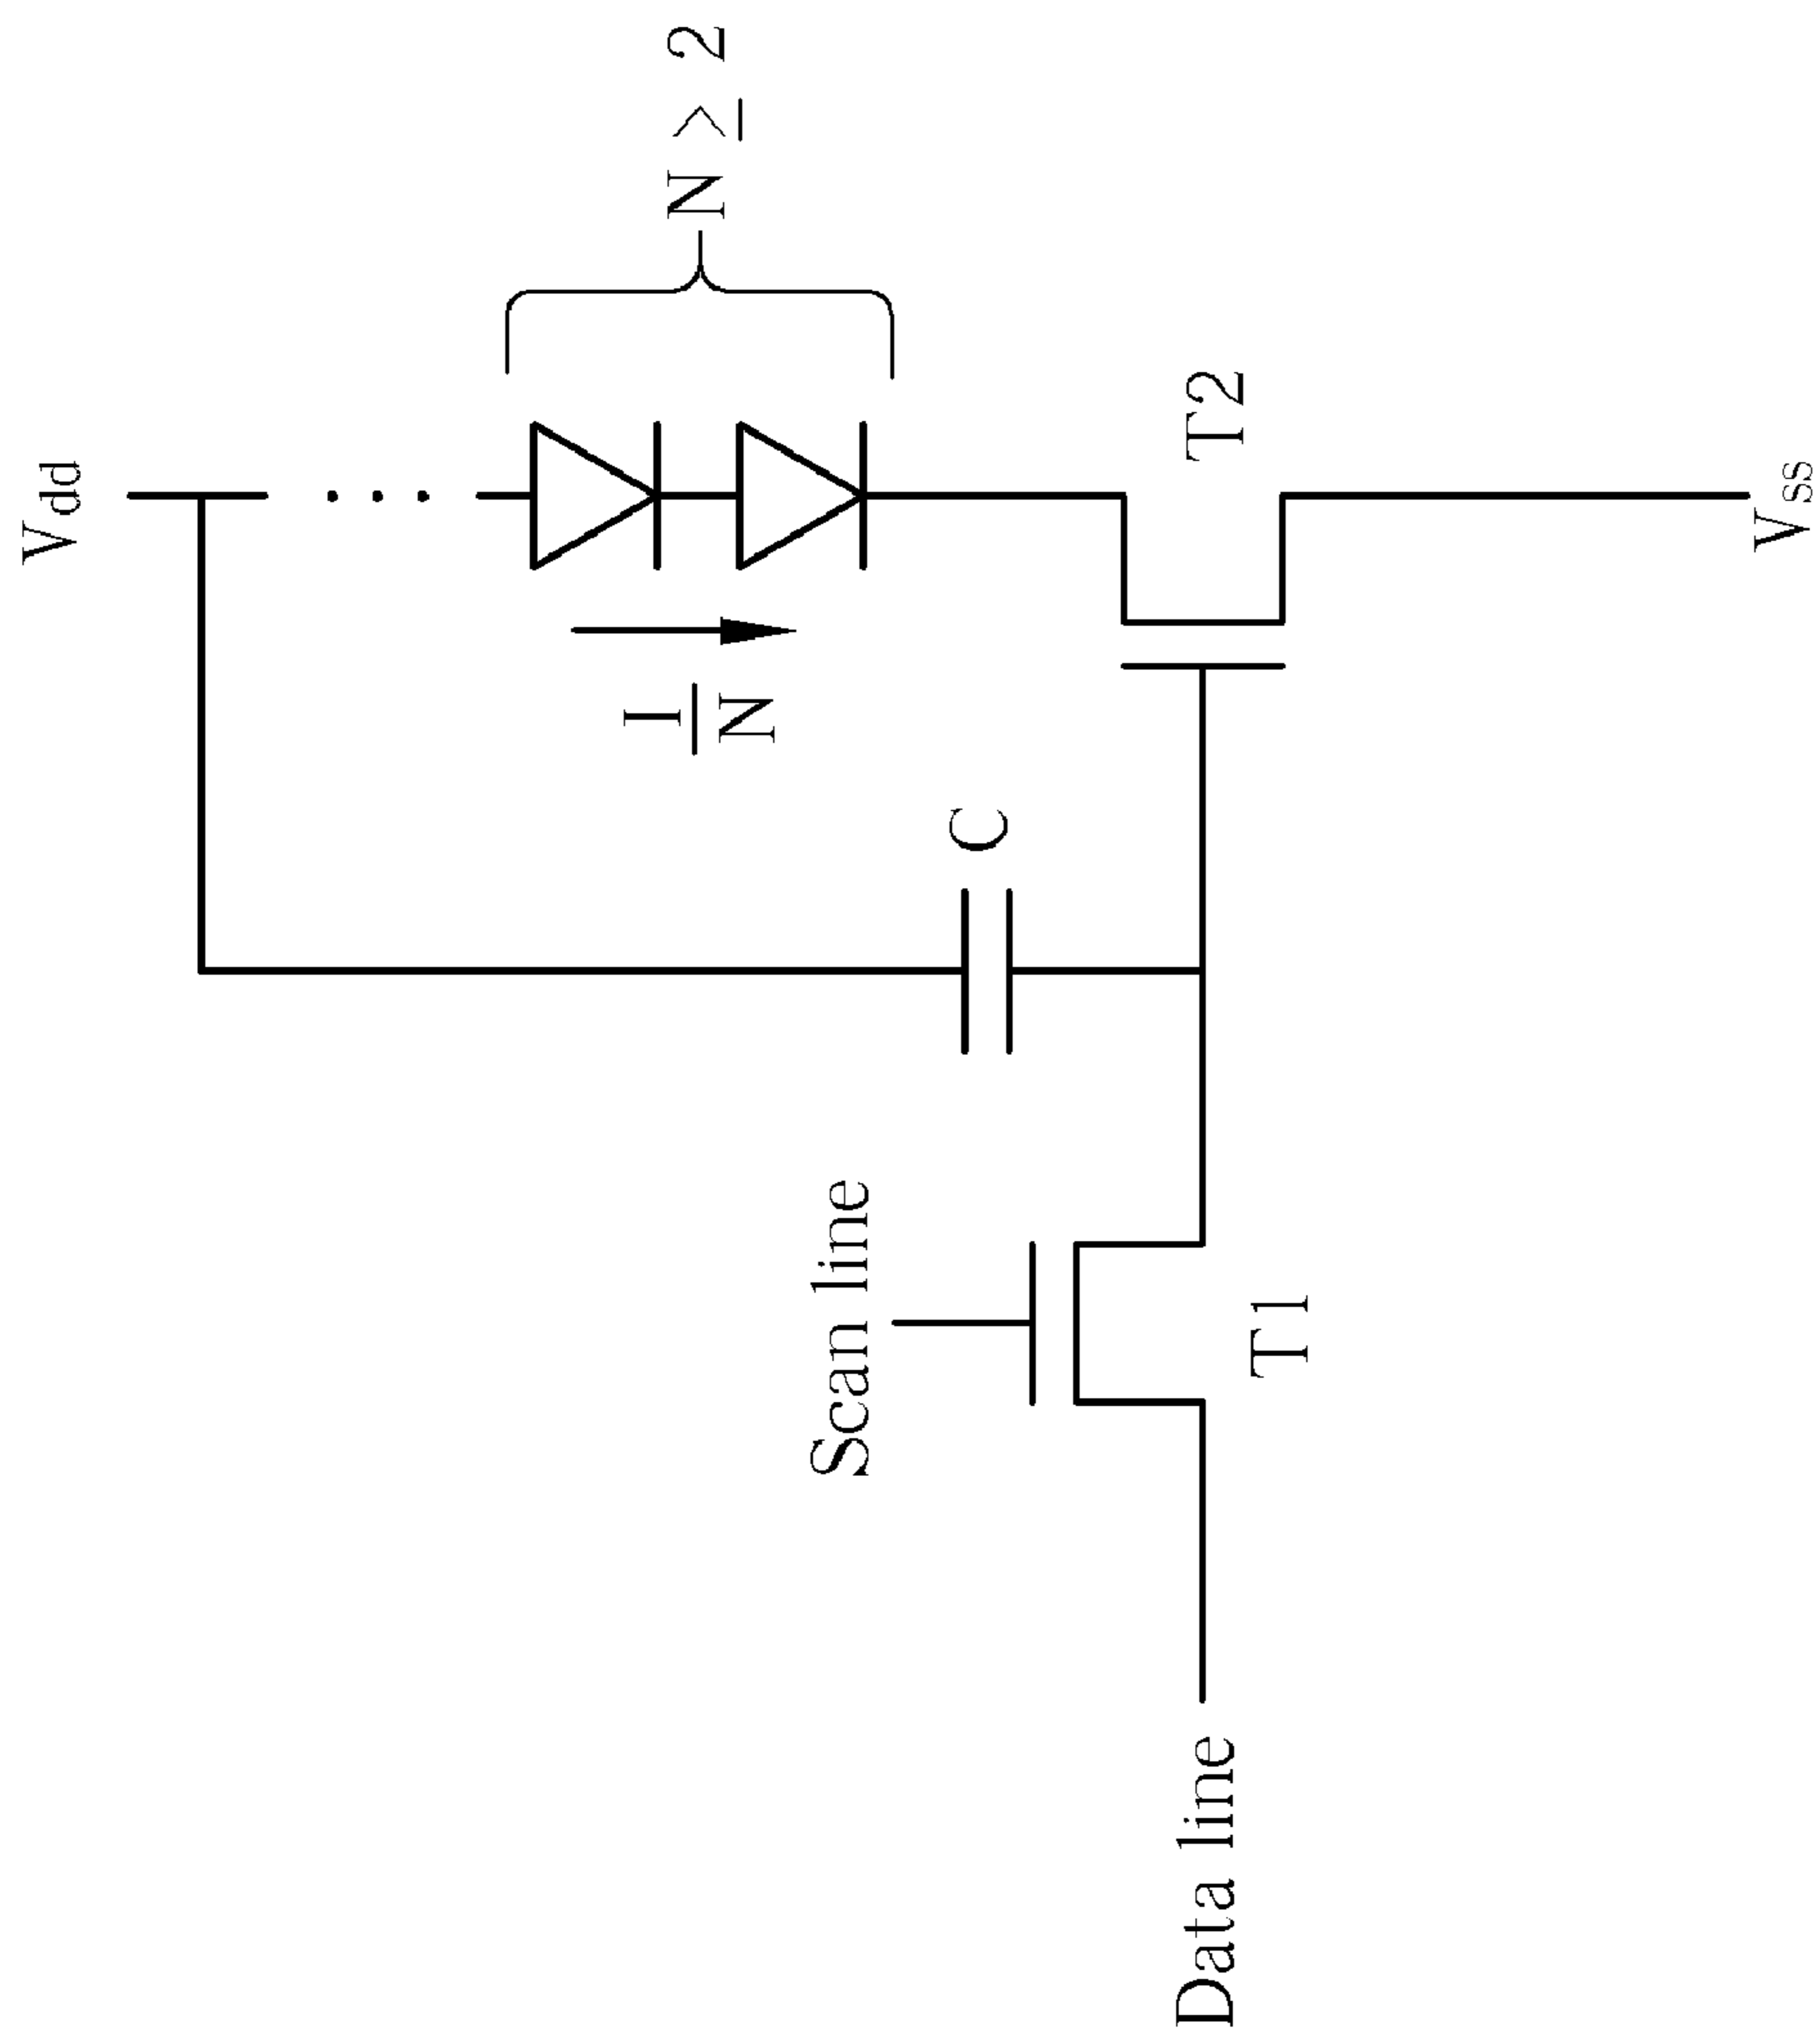 Vdd
N ≥ 2
I
N
C
T2
Scan line
T1
Data line
Vss